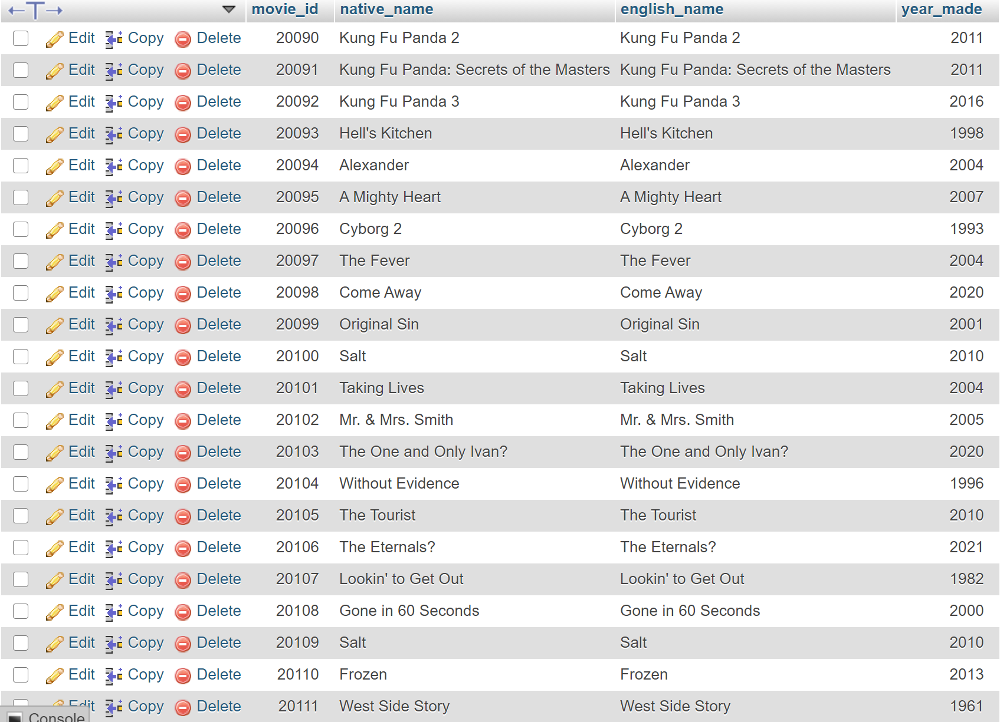 movie_id native_name english_name year_made
Edit Copy Delete 20090 Kung Fu Panda 2 Kung Fu Panda 2 2011
Edit Copy Delete 20091 Kung Fu Panda: Secrets of the Masters Kung Fu Panda: Secrets of the Masters 2011
Edit Copy Delete 20092 Kung Fu Panda 3 Kung Fu Panda 3 2016
Edit Copy Delete 20093 Hell's Kitchen Hell's Kitchen 1998
Edit Copy Delete 20094 Alexander Alexander 2004
Edit Copy Delete 20095 A Mighty Heart A Mighty Heart 2007
Edit Copy Delete 20096 Cyborg 2 Cyborg 2 1993
Edit Copy Delete 20097 The Fever The Fever 2004
Edit Copy Delete 20098 Come Away Come Away 2020
Edit Copy Delete 20099 Original Sin Original Sin 2001
Edit Copy Delete 20100 Salt Salt 2010
Edit Copy Delete 20101 Taking Lives Taking Lives 2004
Edit Copy Delete 20102 Mr. & Mrs. Smith Mr. & Mrs. Smith 2005
Edit Copy Delete 20103 The One and Only Ivan? The One and Only Ivan? 2020
Edit Copy Delete 20104 Without Evidence Without Evidence 1996
Edit Copy Delete 20105 The Tourist The Tourist 2010
Edit Copy Delete 20106 The Eternals? The Eternals? 2021
Edit Copy Delete 20107 Lookin' to Get Out Lookin' to Get Out 1982
Edit Copy Delete 20108 Gone in 60 Seconds Gone in 60 Seconds 2000
Edit Copy Delete 20109 Salt Salt 2010
Edit Copy Delete 20110 Frozen Frozen 2013
Edit Copy Delete 20111 West Side Story West Side Story 1961
Console